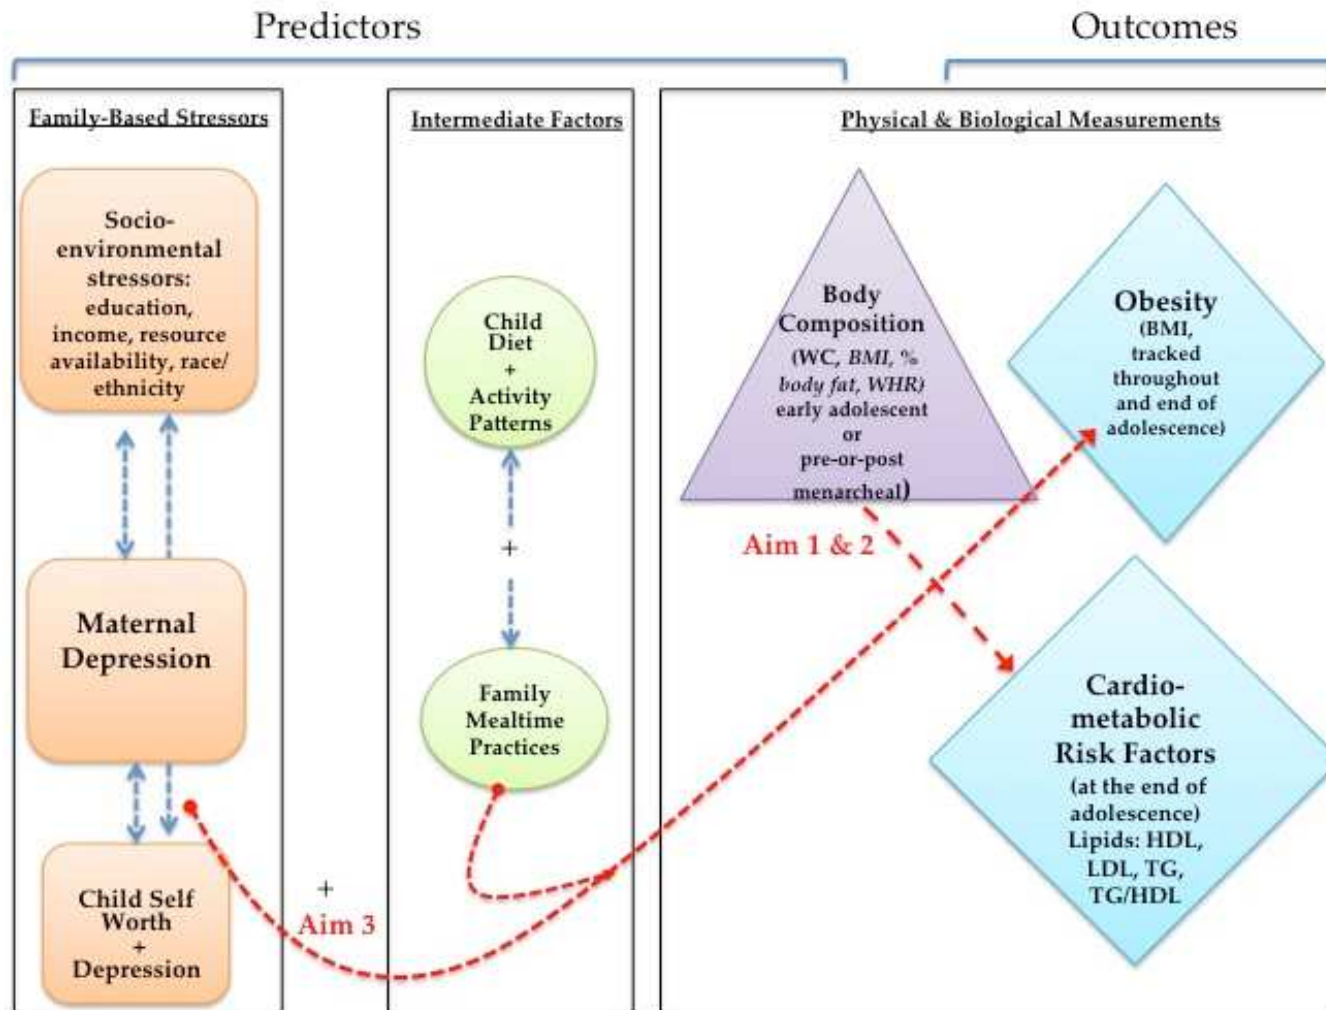 Predictors
Outcomes
Family-Based Stressors
Socio-
environmental
stressors:
education,
income, resource
availability, race/
ethnicity
Maternal
Depression
Child Self
Worth
+
Depression
+
Aim 3
Intermediate Factors
Child
Diet
+
Activity
Patterns
+
Family
Mealtime
Practices
Physical & Biological Measurements
Body
Composition
(WC, BMI, %
body fat, WHR)
early adolescent
or
pre-or-post
menarcheal)
Aim 1 & 2
Obesity
(BMI,
tracked
throughout
and end of
adolescence)
Cardio-
metabolic
Risk Factors
(at the end of
adolescence)
Lipids: HDL,
LDL, TG,
TG/HDL